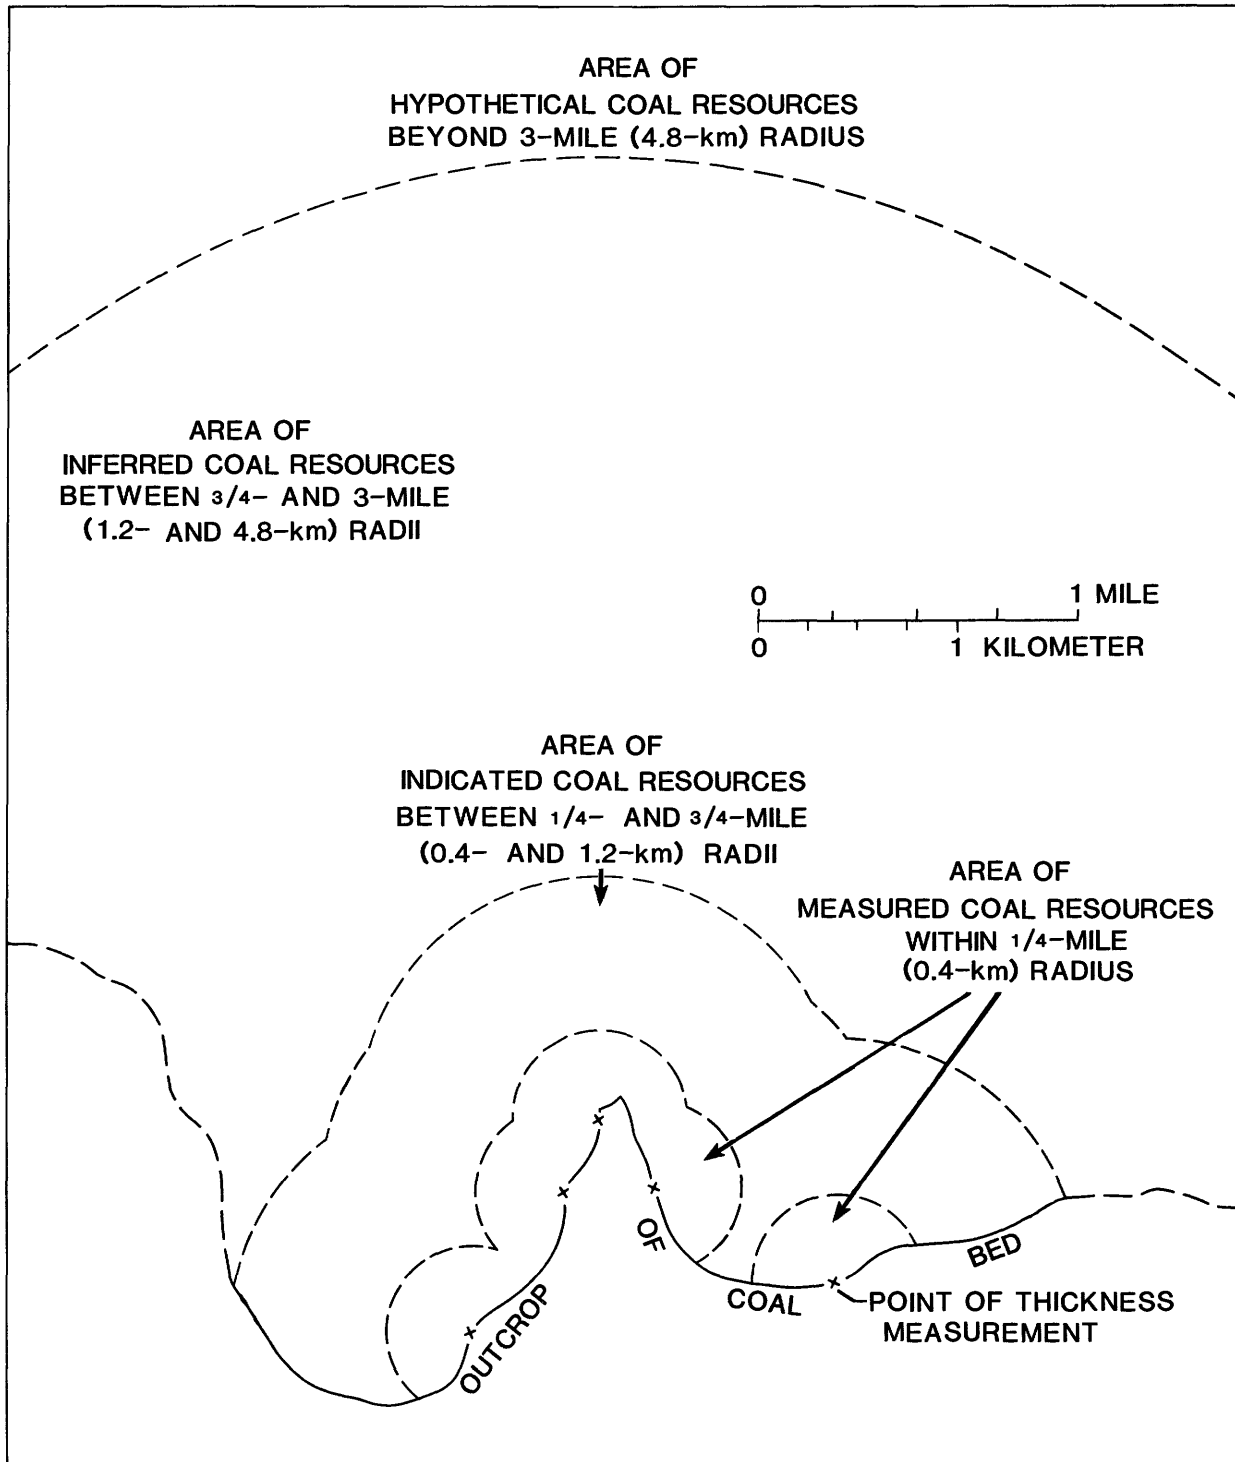 AREA OF
HYPOTHETICAL COAL RESOURCES
BEYOND 3-MILE (4.8-km) RADIUS
AREA OF
INFERRED COAL RESOURCES
BETWEEN 3/4- AND 3-MILE
(1.2- AND 4.8-km) RADII
0 1 MILE
0 1 KILOMETER
AREA OF
INDICATED COAL RESOURCES
BETWEEN 1/4- AND 3/4-MILE
(0.4- AND 1.2-km) RADII
AREA OF
MEASURED COAL RESOURCES
WITHIN 1/4-MILE
(0.4-km) RADIUS
OUTCROP OF COAL BED
POINT OF THICKNESS
MEASUREMENT